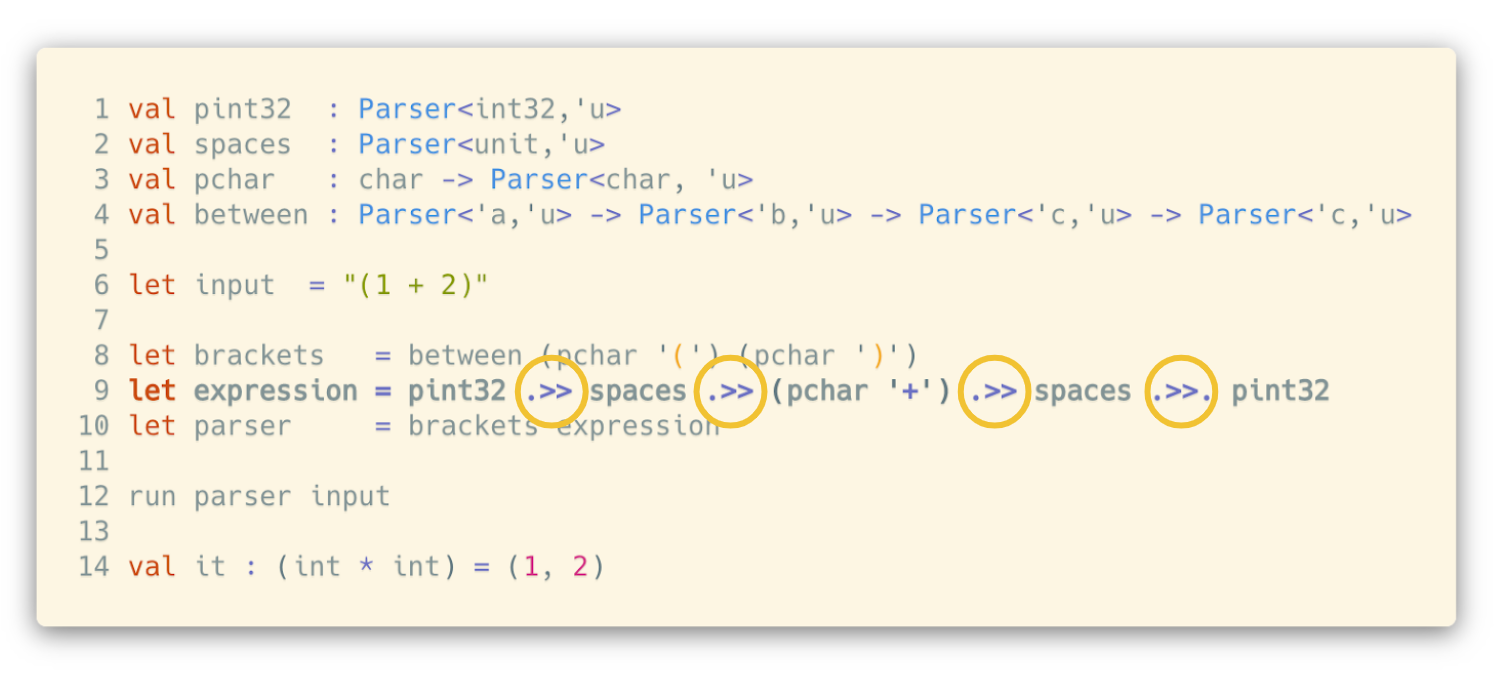 1 val pint32  : Parser<int32,'u>
2 val spaces  : Parser<unit,'u>
3 val pchar   : char -> Parser<char, 'u>
4 val between : Parser<'a,'u> -> Parser<'b,'u> -> Parser<'c,'u> -> Parser<'c,'u>
5
6 let input  = "(1 + 2)"
7
8 let brackets   = between (pchar '(') (pchar ')')
9 let expression = pint32 .>> spaces .>> (pchar '+') .>> spaces .>>. pint32
10 let parser     = brackets expression
11
12 run parser input
13
14 val it : (int * int) = (1, 2)